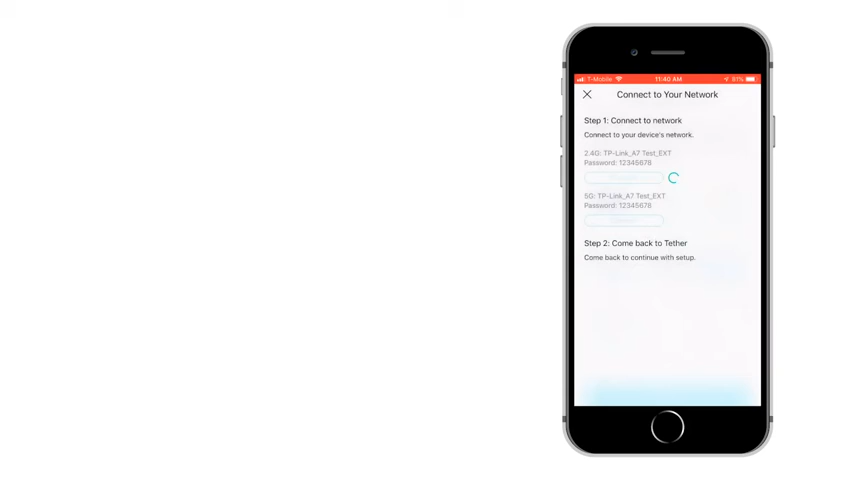 T-Mobile 11:40 AM 91%
Connect to Your Network
Step 1: Connect to network
Connect to your device's network.
2.4G: TP-Link_A7 Test_EXT
Password: 12345678
5G: TP-Link_A7 Test_EXT
Password: 12345678
Step 2: Come back to Tether
Come back to continue with setup.